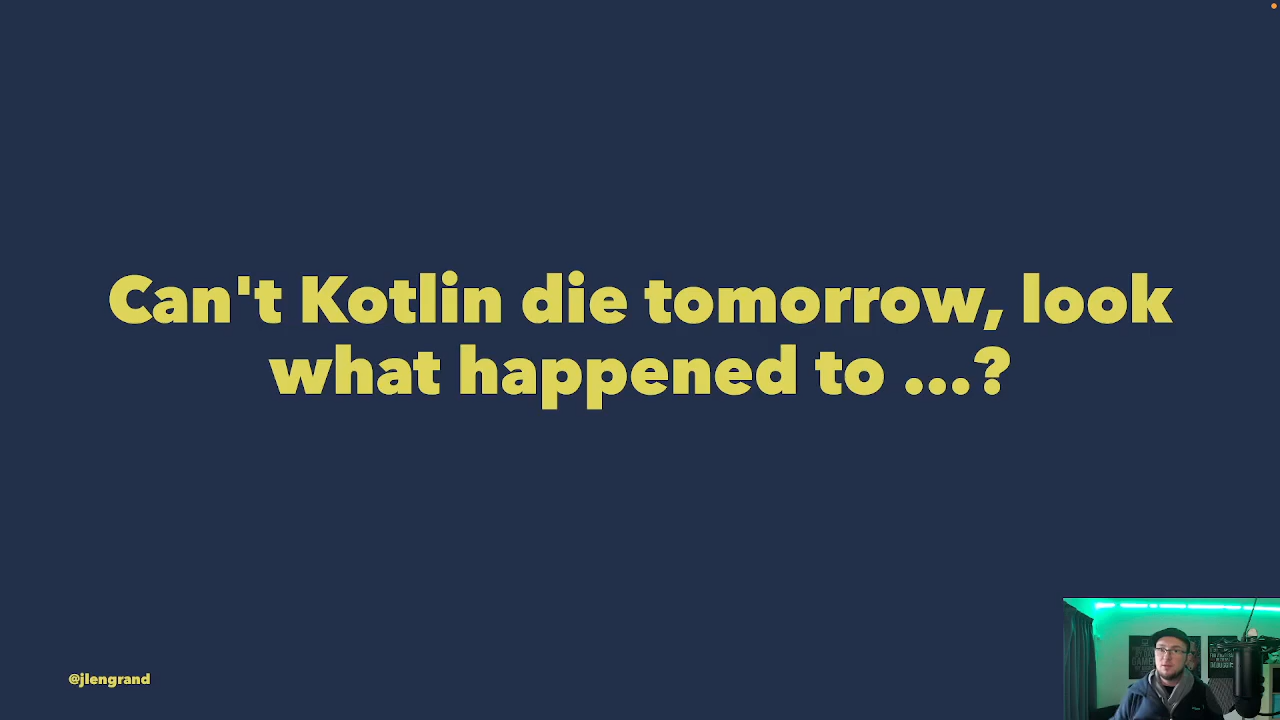 Can't Kotlin die tomorrow, look
what happened to ...?
@jlengrand